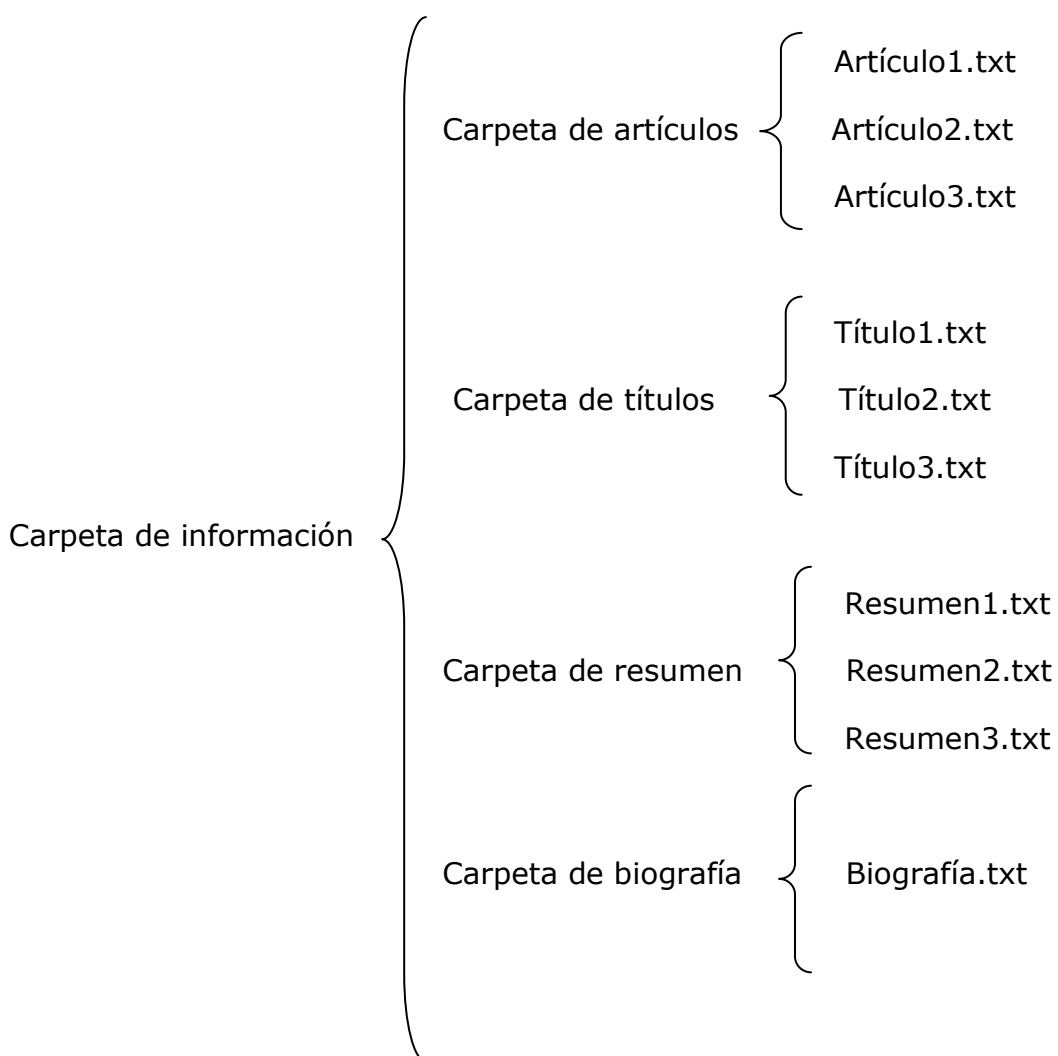 Artículo1.txt
Carpeta de artículos
Artículo2.txt
Artículo3.txt
Título1.txt
Carpeta de títulos
Título2.txt
Título3.txt
Carpeta de información
Resumen1.txt
Carpeta de resumen
Resumen2.txt
Resumen3.txt
Carpeta de biografía
Biografía.txt